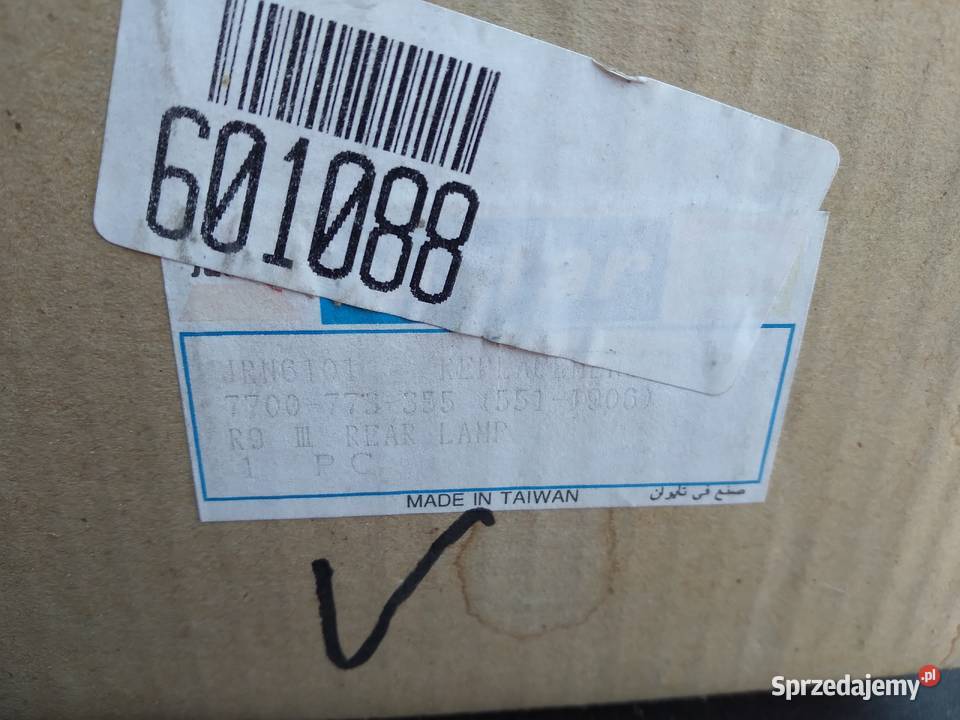 601088
JRN6101 REPLACEMEN
7700-773-355 (551-1906)
R9 III REAR LAMP
1 PC
MADE IN TAIWAN صنع في تايوان
Sprzedajemy.pl